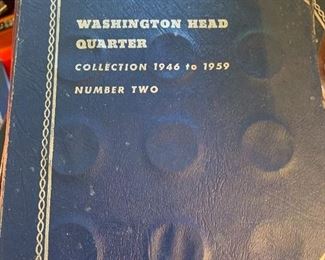 WASHINGTON HEAD
QUARTER
COLLECTION 1946 to 1959
NUMBER TWO